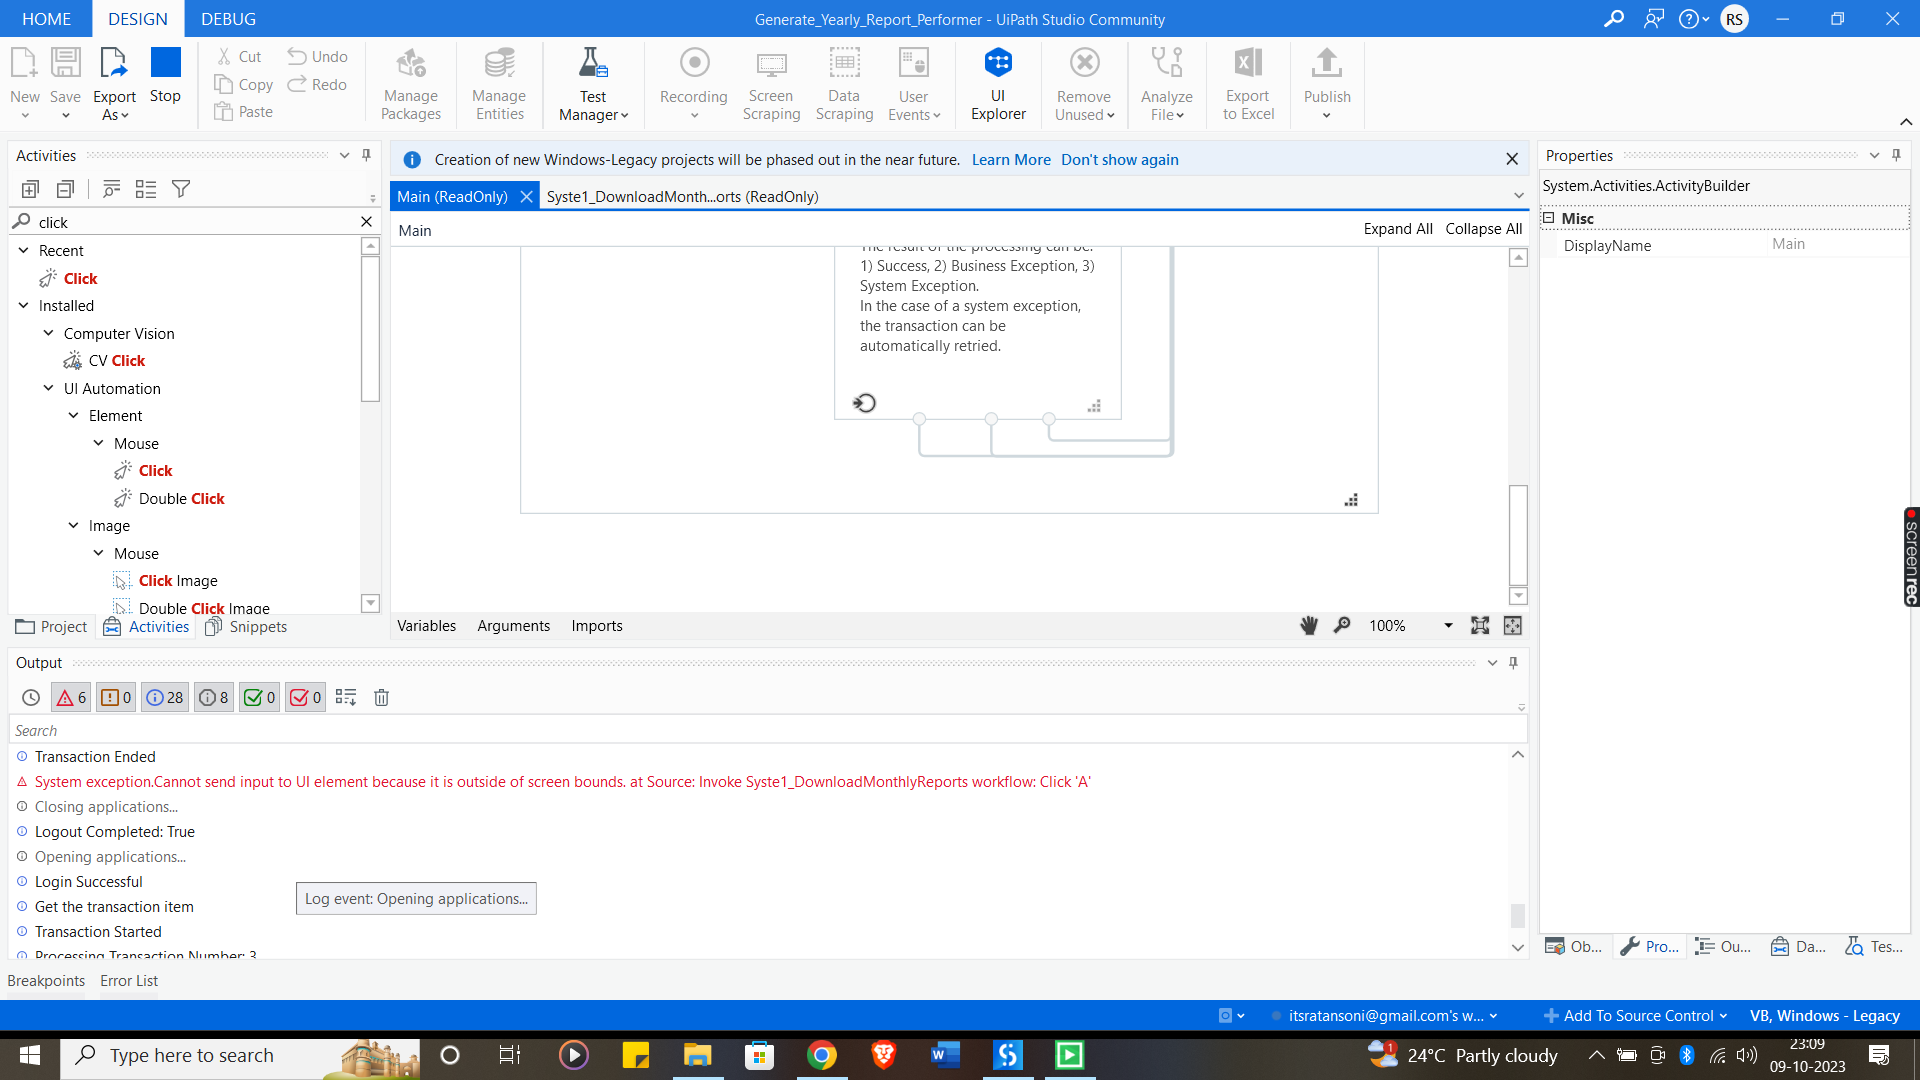 HOME DESIGN DEBUG Generate_Yearly_Report_Performer - UiPath Studio Community RS
New Save Export As Stop
Cut Undo
Copy Redo
Paste
Manage Packages
Manage Entities
Test Manager
Recording
Screen Scraping
Data Scraping
User Events
UI Explorer
Remove Unused
Analyze File
Export to Excel
Publish
Activities
click
Recent
Click
Installed
Computer Vision
CV Click
UI Automation
Element
Mouse
Click
Double Click
Image
Mouse
Click Image
Double Click Image
Project Activities Snippets
Creation of new Windows-Legacy projects will be phased out in the near future. Learn More Don't show again
Main (ReadOnly) Syste1_DownloadMonth...orts (ReadOnly)
Main Expand All Collapse All
The result of the processing can be:
1) Success, 2) Business Exception, 3)
System Exception.
In the case of a system exception,
the transaction can be
automatically retried.
Variables Arguments Imports 100%
Properties
System.Activities.ActivityBuilder
Misc
DisplayName Main
Output
6 0 28 8 0 0
Search
Transaction Ended
System exception.Cannot send input to UI element because it is outside of screen bounds. at Source: Invoke Syste1_DownloadMonthlyReports workflow: Click 'A'
Closing applications...
Logout Completed: True
Opening applications...
Login Successful
Log event: Opening applications...
Get the transaction item
Transaction Started
Processing Transaction Number: 3
Ob... Pro... Ou... Da... Tes...
Breakpoints Error List
screenrec
itsratansoni@gmail.com's w... Add To Source Control VB, Windows - Legacy
Type here to search
1 24°C Partly cloudy
23:09
09-10-2023